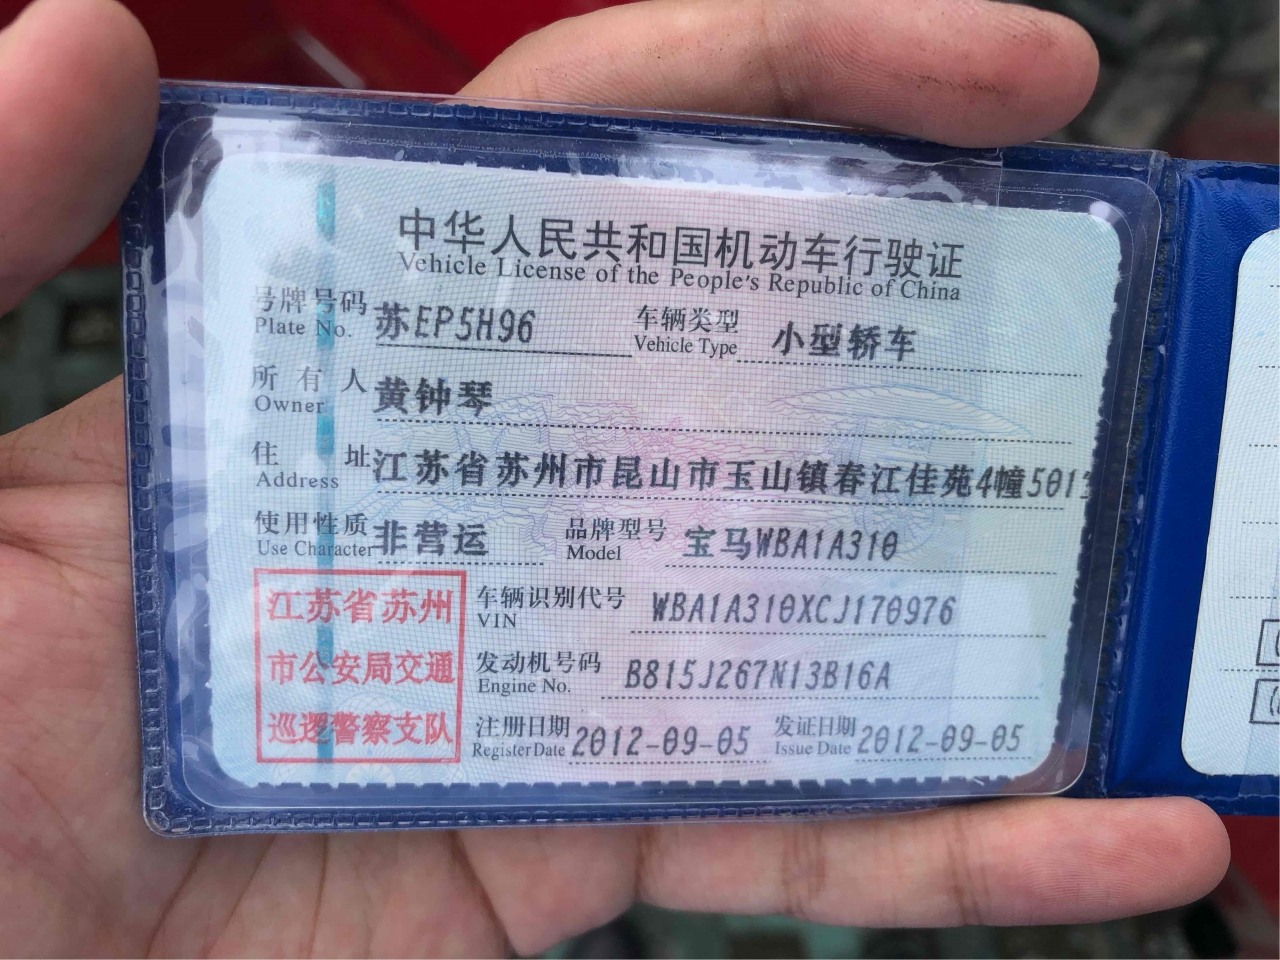 中华人民共和国机动车行驶证
Vehicle License of the People's Republic of China
号牌号码 苏EP5H96 车辆类型 小型轿车
Plate No. Vehicle Type
所有人 黄钟琴
Owner
住址 江苏省苏州市昆山市玉山镇春江佳苑4幢501
Address
使用性质 非营运 品牌型号 宝马WBA1A310
Use Character Model
江苏省苏州
市公安局交通
巡逻警察支队
车辆识别代号 WBA1A310XCJ170976
VIN
发动机号码 B815J267N13B16A
Engine No.
注册日期 2012-09-05 发证日期 2012-09-05
Register Date Issue Date